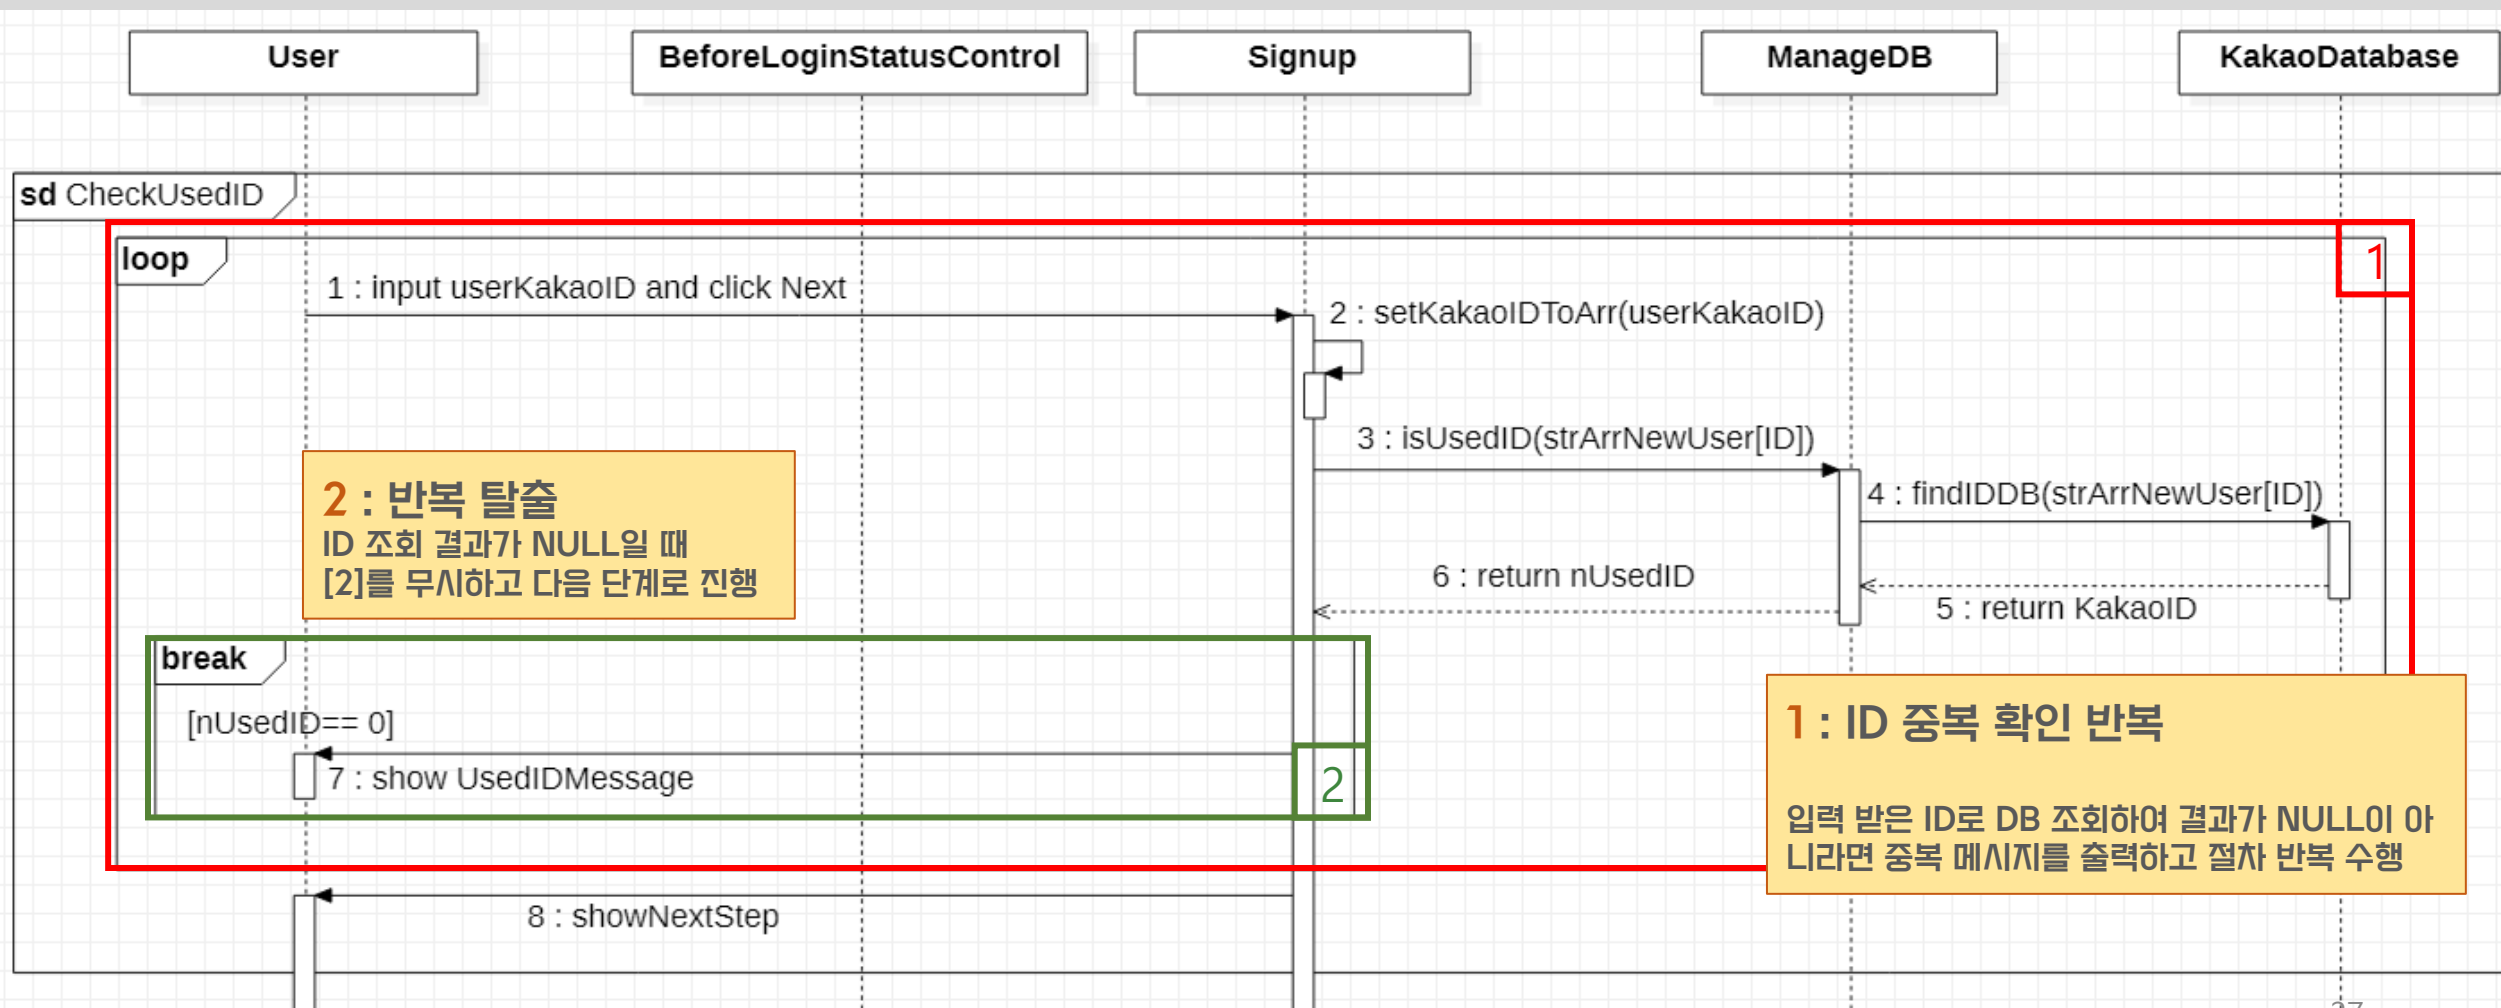 User
BeforeLoginStatusControl
Signup
ManageDB
KakaoDatabase
sd CheckUsedID
loop
1
1 : input userKakaoID and click Next
2 : setKakaoIDToArr(userKakaoID)
3 : isUsedID(strArrNewUser[ID])
4 : findIDDB(strArrNewUser[ID])
2 : 반복 탈출
ID 조회 결과가 NULL일 때
[2]를 무시하고 다음 단계로 진행
6 : return nUsedID
5 : return KakaoID
break
[nUsedID== 0]
7 : show UsedIDMessage
2
1 : ID 중복 확인 반복
입력 받은 ID로 DB 조회하여 결과가 NULL이 아
니라면 중복 메시지를 출력하고 절차 반복 수행
8 : showNextStep